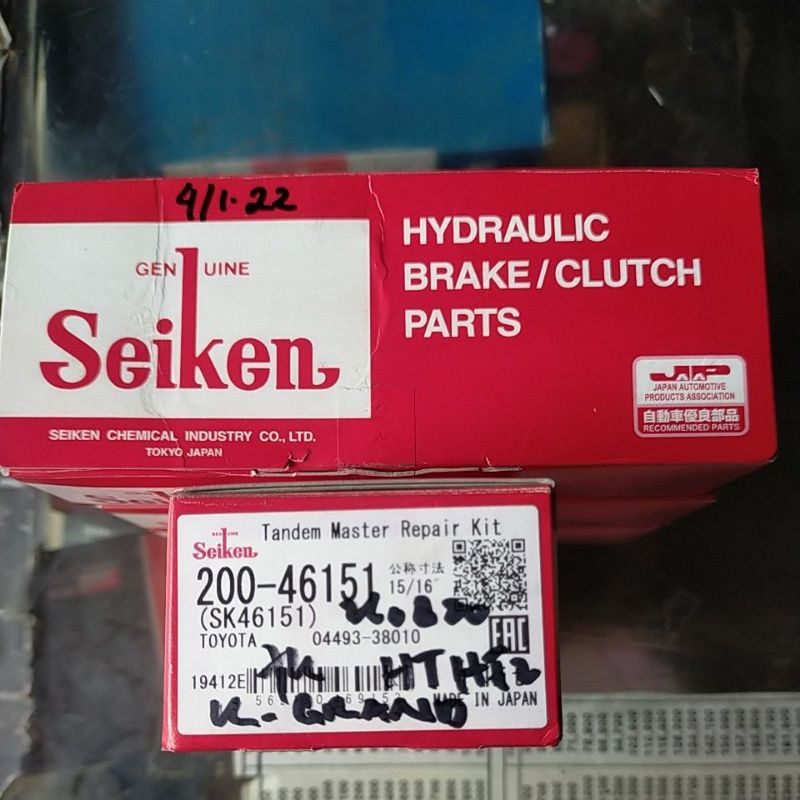 4/1-22
GENUINE
Seiken
SEIKEN CHEMICAL INDUSTRY CO., LTD.
TOKYO JAPAN
HYDRAULIC
BRAKE/CLUTCH
PARTS
JAPAN AUTOMOTIVE
PRODUCTS ASSOCIATION
自動車優良部品
RECOMMENDED PARTS
GENUINE
Seiken
Tandem Master Repair Kit
200-46151
公称寸法
15/16"
(SK46151)
TOYOTA 04493-38010
EAC
19412E
MADE IN JAPAN
K-GRAND